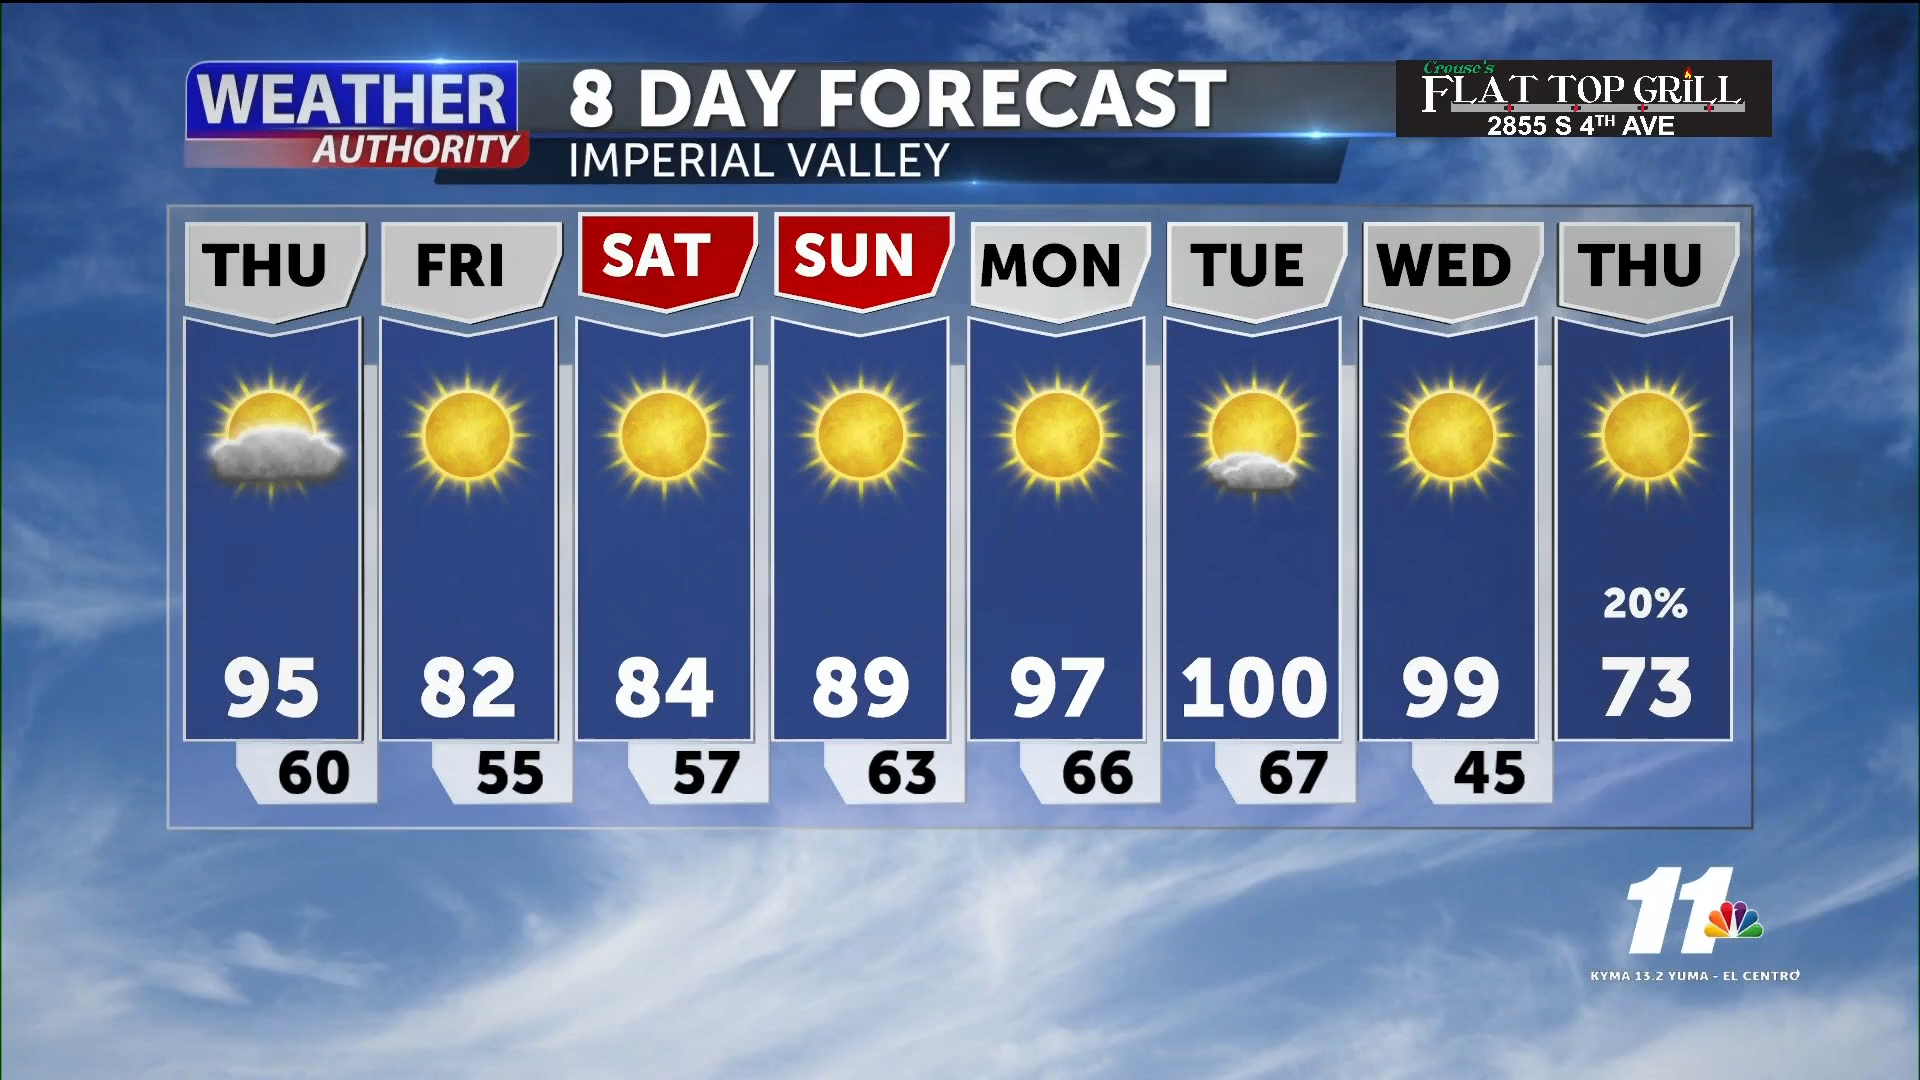 WEATHER
AUTHORITY
8 DAY FORECAST
IMPERIAL VALLEY
Crouse's
FLAT TOP GRILL
2855 S 4TH AVE
THU FRI SAT SUN MON TUE WED THU
20%
95 82 84 89 97 100 99 73
60 55 57 63 66 67 45
11
KYMA 13.2 YUMA - EL CENTRO